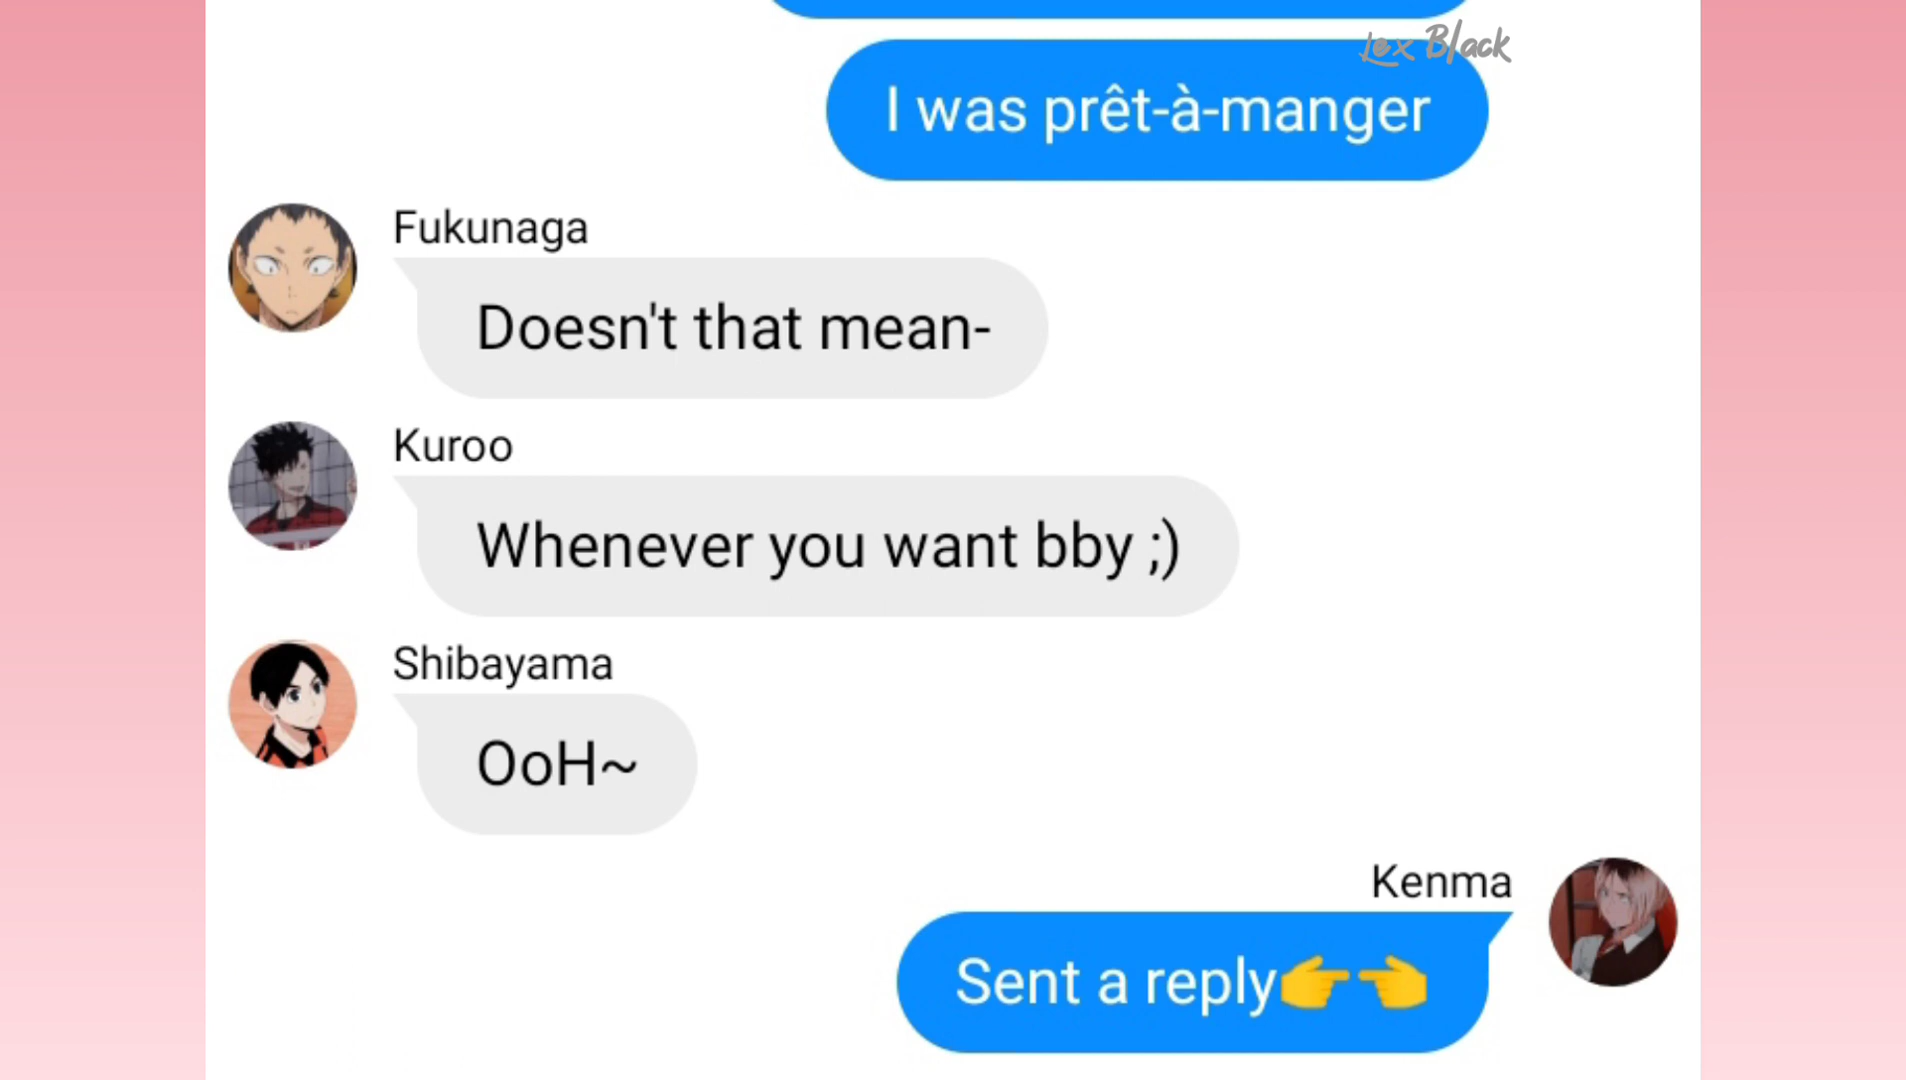 Lex Black
I was prêt-à-manger
Fukunaga
Doesn't that mean-
Kuroo
Whenever you want bby ;)
Shibayama
OoH~
Kenma
Sent a reply👉👈